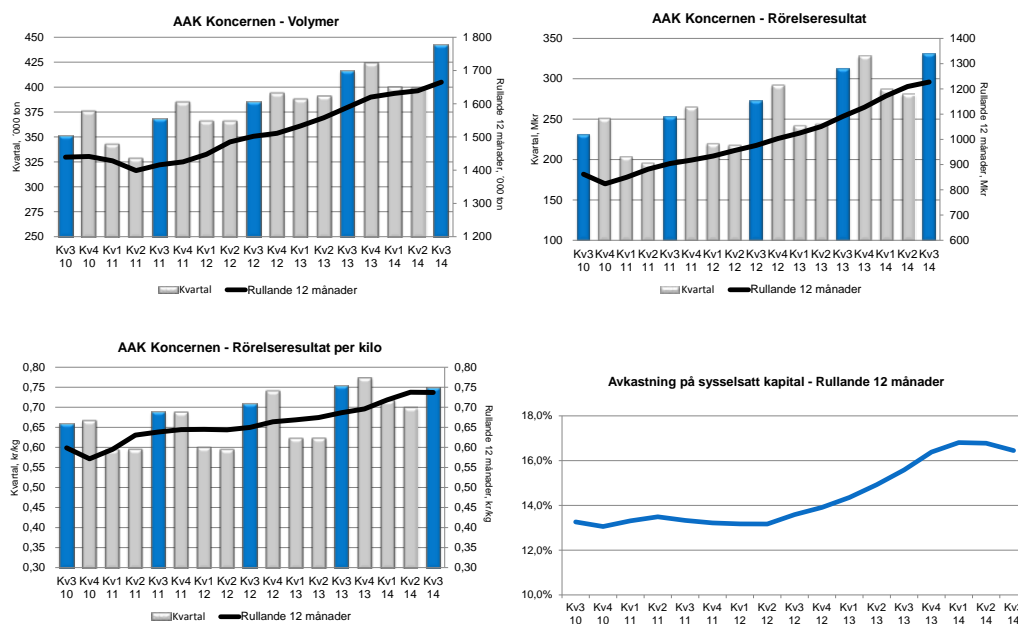 AAK Koncernen - Volymer
450
425
400
375
350
325
300
275
250
Kvartal, '000 ton
1 800
1 700
1 600
1 500
1 400
1 300
1 200
Rullande 12 månader, '000 ton
Kv3 Kv4 Kv1 Kv2 Kv3 Kv4 Kv1 Kv2 Kv3 Kv4 Kv1 Kv2 Kv3 Kv4 Kv1 Kv2 Kv3
10 10 11 11 11 11 12 12 12 12 13 13 13 13 14 14 14
Kvartal Rullande 12 månader
AAK Koncernen - Rörelseresultat
350
300
250
200
150
100
Kvartal, Mkr
1400
1300
1200
1100
1000
900
800
700
600
Rullande 12 månader, Mkr
Kv3 Kv4 Kv1 Kv2 Kv3 Kv4 Kv1 Kv2 Kv3 Kv4 Kv1 Kv2 Kv3 Kv4 Kv1 Kv2 Kv3
10 10 11 11 11 11 12 12 12 12 13 13 13 13 14 14 14
Kvartal Rullande 12 månader
AAK Koncernen - Rörelseresultat per kilo
0,80
0,75
0,70
0,65
0,60
0,55
0,50
0,45
0,40
0,35
0,30
Kvartal, kr/kg
0,80
0,75
0,70
0,65
0,60
0,55
0,50
0,45
0,40
0,35
0,30
Rullande 12 månader, kr/kg
Kv3 Kv4 Kv1 Kv2 Kv3 Kv4 Kv1 Kv2 Kv3 Kv4 Kv1 Kv2 Kv3 Kv4 Kv1 Kv2 Kv3
10 10 11 11 11 11 12 12 12 12 13 13 13 13 14 14 14
Kvartal Rullande 12 månader
Avkastning på sysselsatt kapital - Rullande 12 månader
18,0%
16,0%
14,0%
12,0%
10,0%
Kv3 Kv4 Kv1 Kv2 Kv3 Kv4 Kv1 Kv2 Kv3 Kv4 Kv1 Kv2 Kv3 Kv4 Kv1 Kv2 Kv3
10 10 11 11 11 11 12 12 12 12 13 13 13 13 14 14 14